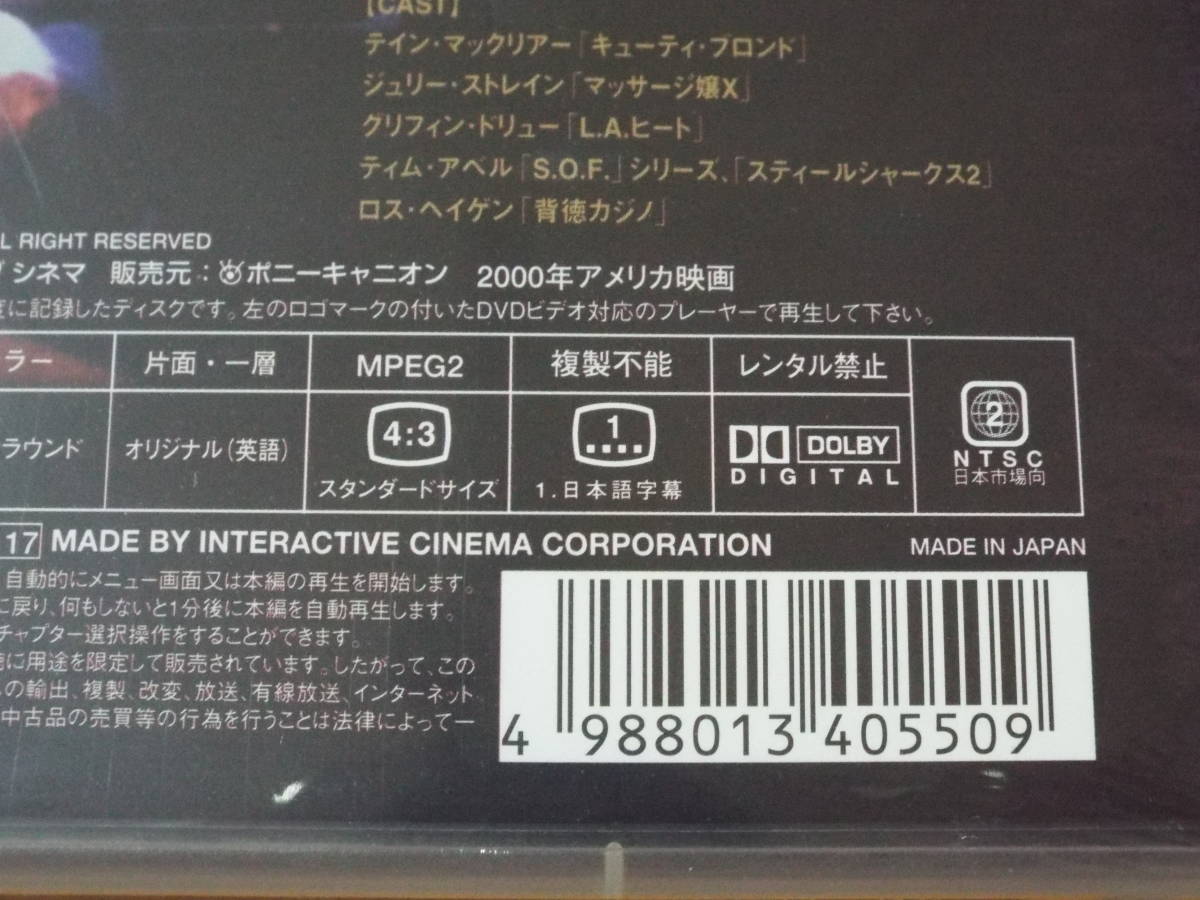 【CAST】
テイン・マックリアー「キューティ・ブロンド」
ジュリー・ストレイン「マッサージ嬢X」
グリフィン・ドリュー「L.A.ヒート」
ティム・アベル「S.O.F.」シリーズ、「スティールシャークス2」
ロス・ヘイゲン「背徳カジノ」
L RIGHT RESERVED
シネマ 販売元：ポニーキャニオン 2000年アメリカ映画
に記録したディスクです。左のロゴマークの付いたDVDビデオ対応のプレーヤーで再生して下さい。
ラー 片面・一層 MPEG2 複製不能 レンタル禁止
ラウンド オリジナル(英語) 4:3 スタンダードサイズ 1 1.日本語字幕 DOLBY DIGITAL
2 NTSC 日本市場向
17 MADE BY INTERACTIVE CINEMA CORPORATION MADE IN JAPAN
自動的にメニュー画面又は本編の再生を開始します。
に戻り、何もしないと1分後に本編を自動再生します。
チャプター選択操作をすることができます。
に用途を限定して販売されています。したがって、この
の輸出、複製、改変、放送、有線放送、インターネット
中古品の売買等の行為を行うことは法律によって一
4 988013 405509